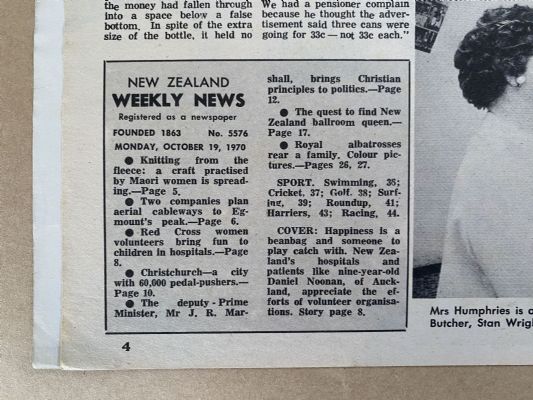 the money had fallen through
into a space below a false
bottom. In spite of the extra
size of the bottle, it held no
We had a pensioner complain
because he thought the adver-
tisement said three cans were
going for 33c — not 33c each."
NEW ZEALAND
WEEKLY NEWS
Registered as a newspaper
FOUNDED 1863 No. 5576
MONDAY, OCTOBER 19, 1970
● Knitting from the
fleece: a craft practised
by Maori women is spread-
ing.—Page 5.
● Two companies plan
aerial cableways to Eg-
mount's peak.—Page 6.
● Red Cross women
volunteers bring fun to
children in hospitals.—Page
8.
● Christchurch—a city
with 60,000 pedal-pushers.—
Page 10.
● The deputy - Prime
Minister, Mr J. R. Mar-
shall, brings Christian
principles to politics.—Page
12.
● The quest to find New
Zealand ballroom queen.—
Page 17.
● Royal albatrosses
rear a family. Colour pic-
tures.—Pages 26, 27.
SPORT. Swimming, 35;
Cricket, 37; Golf, 38; Surf-
ing, 39; Roundup, 41;
Harriers, 43; Racing, 44.
COVER: Happiness is a
beanbag and someone to
play catch with. New Zea-
land's hospitals and
patients like nine-year-old
Daniel Noonan, of Auck-
land, appreciate the ef-
forts of volunteer organisa-
tions. Story page 8.
Mrs Humphries is
Butcher, Stan
4